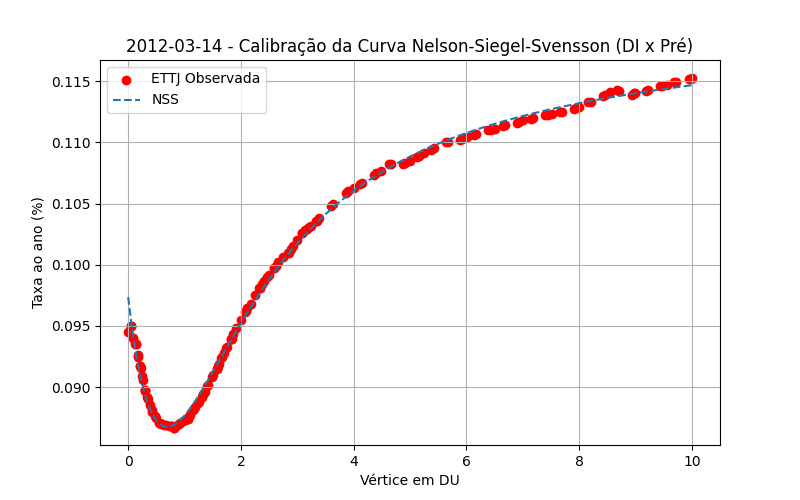 2012-03-14 - Calibração da Curva Nelson-Siegel-Svensson (DI x Pré)
ETTJ Observada
NSS
Taxa ao ano (%)
0.115
0.110
0.105
0.100
0.095
0.090
0 2 4 6 8 10
Vértice em DU